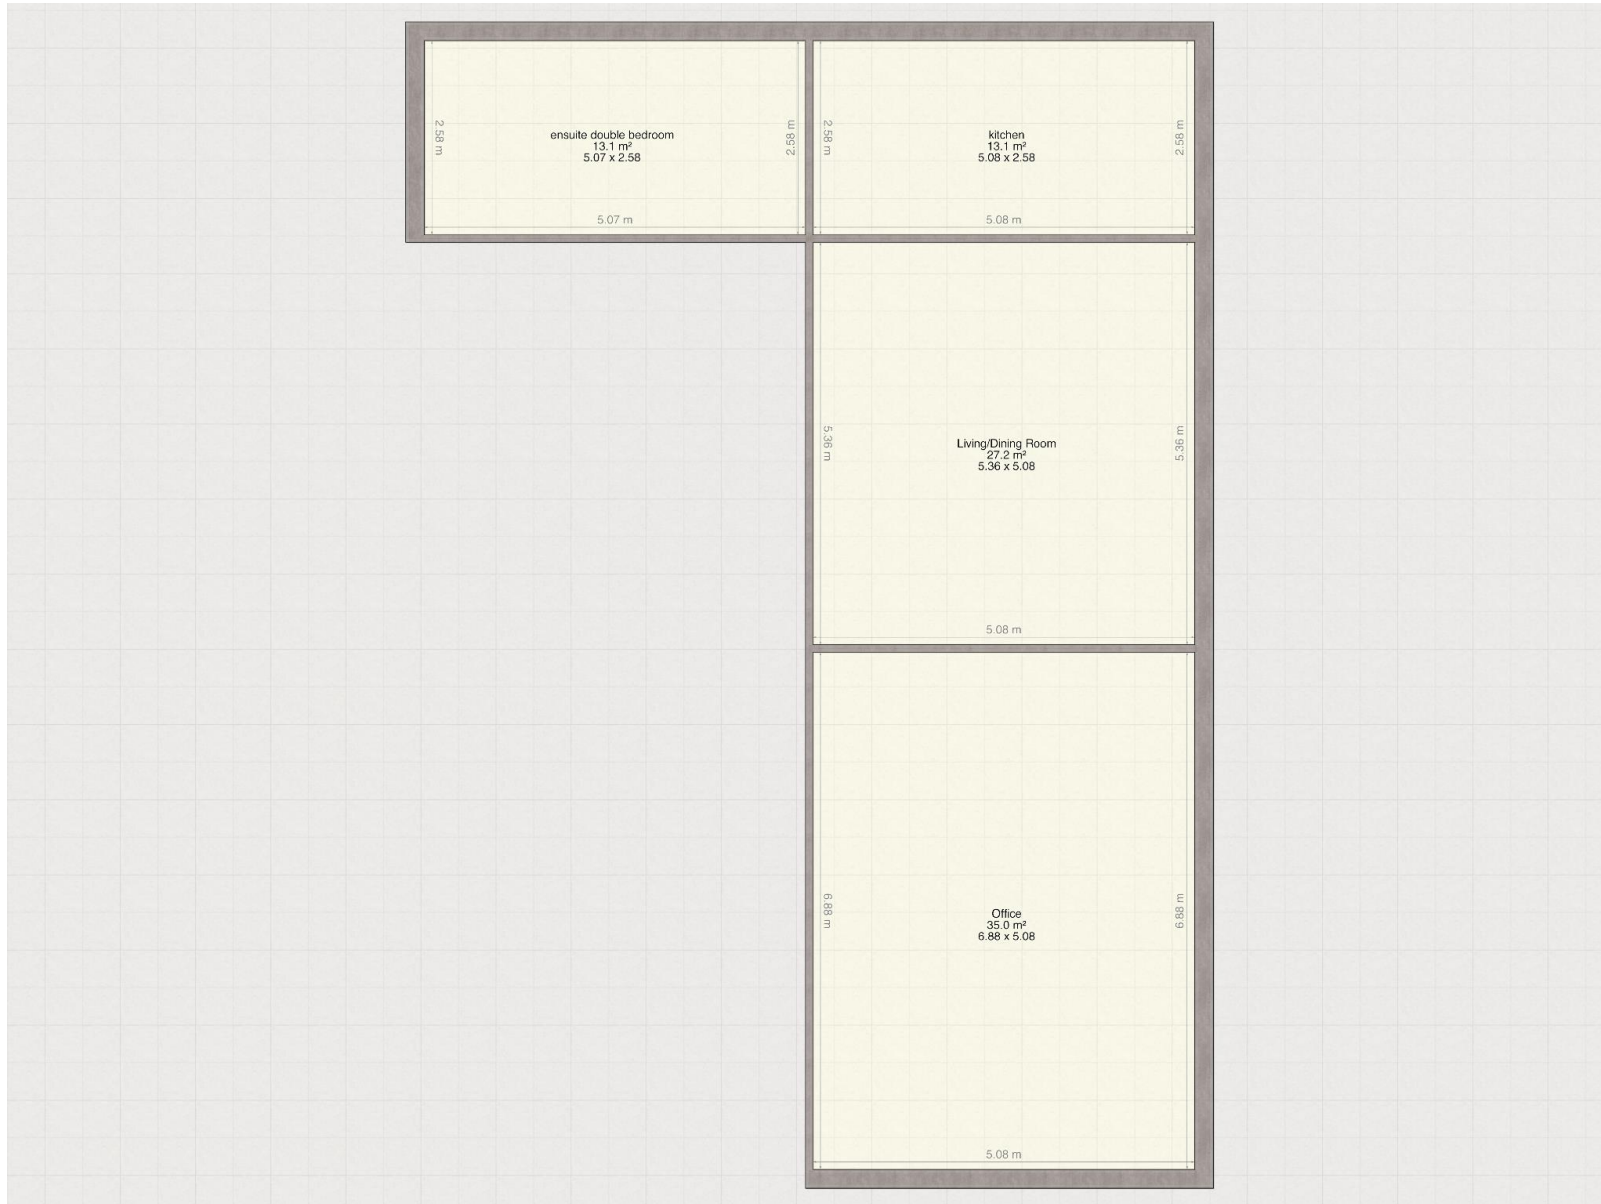 ensuite double bedroom
13.1 m²
5.07 x 2.58
2.58 m
2.58 m
5.07 m
kitchen
13.1 m²
5.08 x 2.58
2.58 m
2.58 m
5.08 m
Living/Dining Room
27.2 m²
5.36 x 5.08
5.36 m
5.36 m
5.08 m
Office
35.0 m²
6.88 x 5.08
6.88 m
6.88 m
5.08 m